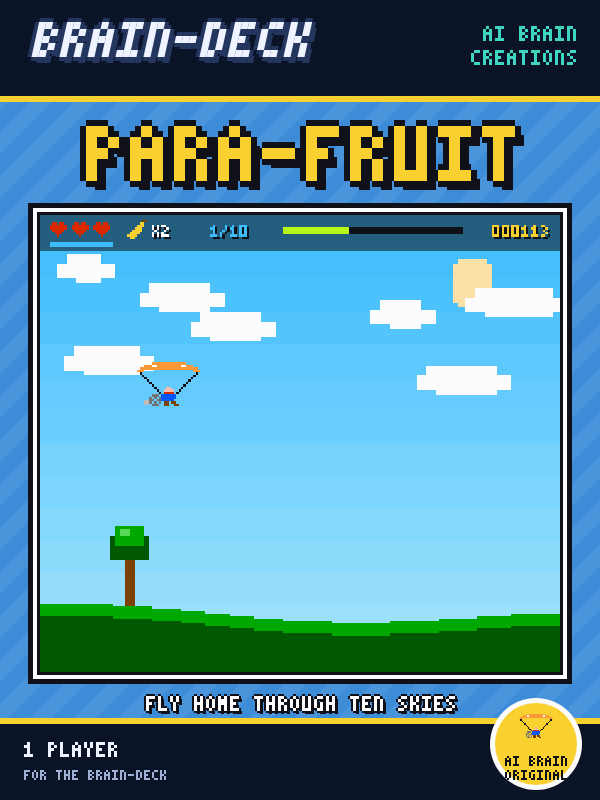 BRAIN-DECK
AI BRAIN
CREATIONS
PARA-FRUIT
X2 1/10 000113
FLY HOME THROUGH TEN SKIES
1 PLAYER
FOR THE BRAIN-DECK
AI BRAIN
ORIGINAL